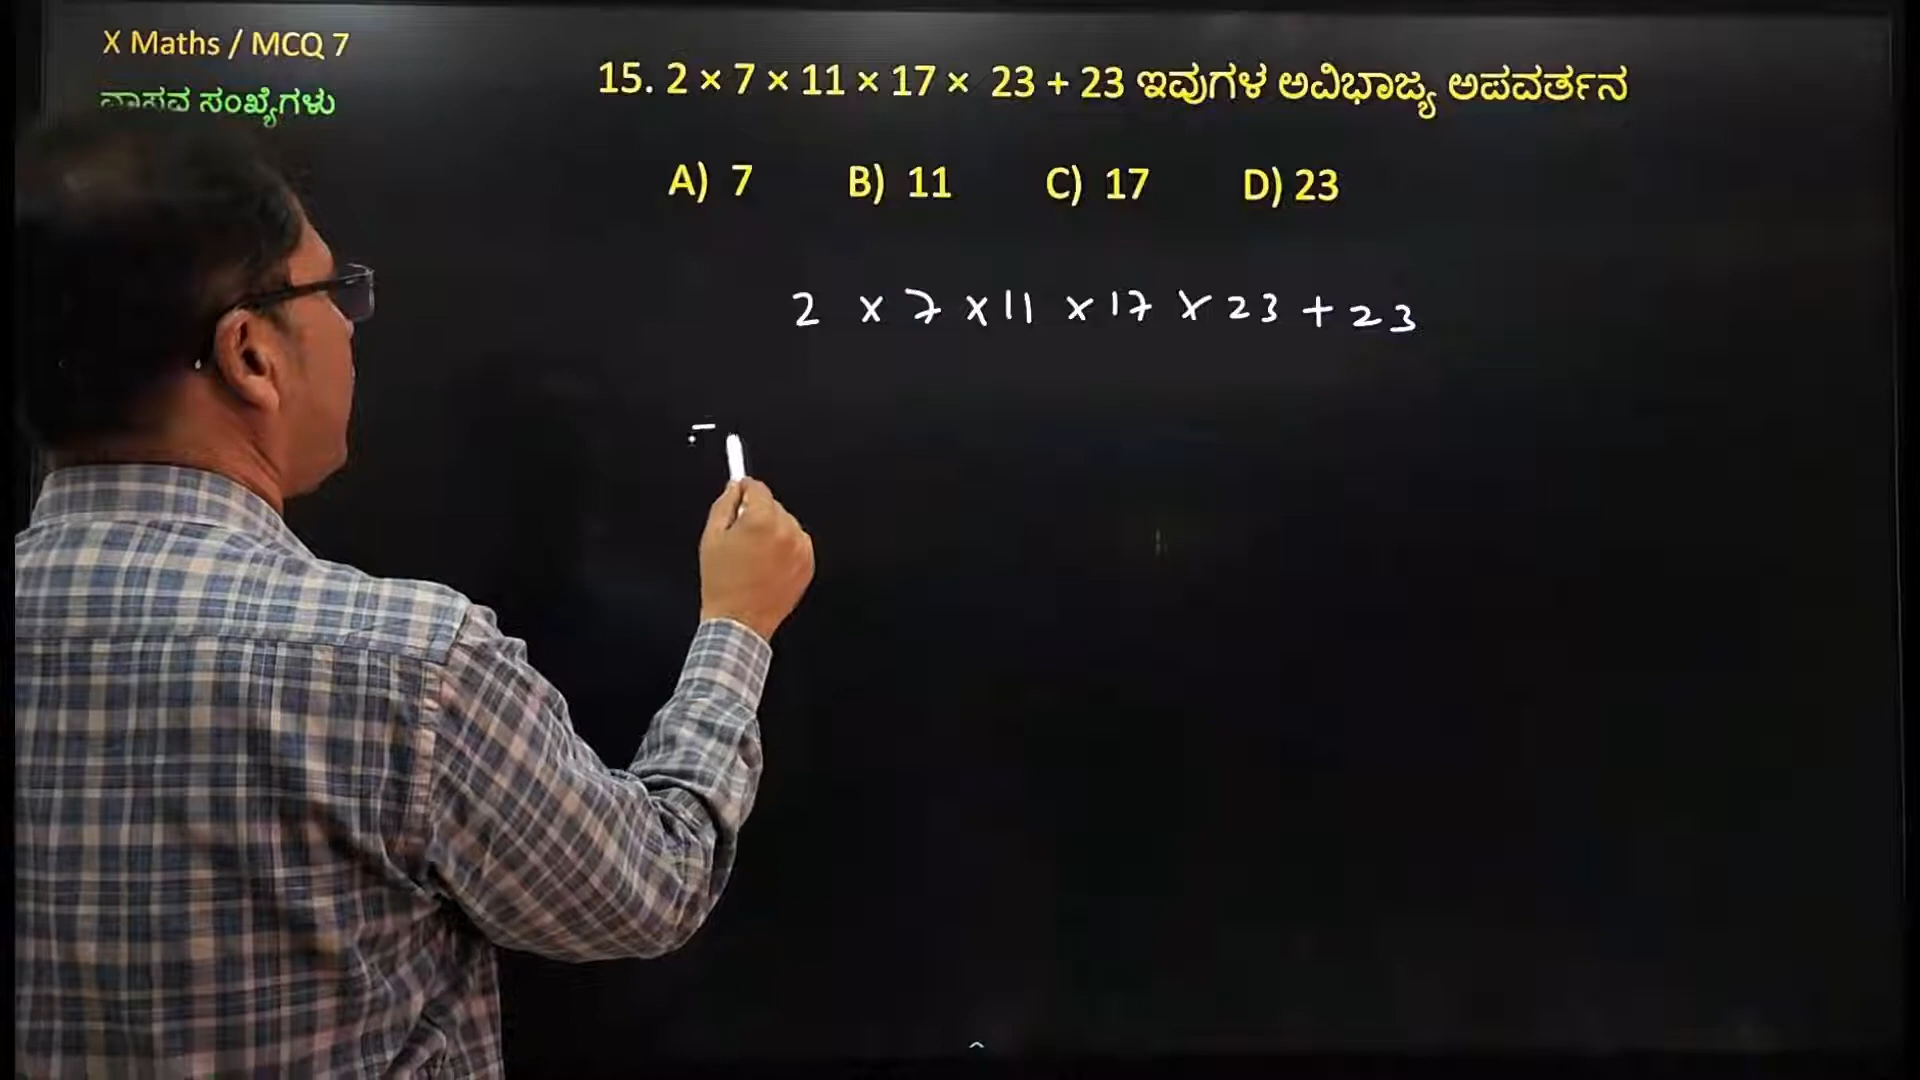 X Maths / MCQ 7
ವಾಸ್ತವ ಸಂಖ್ಯೆಗಳು
15. 2 × 7 × 11 × 17 × 23 + 23 ಇವುಗಳ ಅವಿಭಾಜ್ಯ ಅಪವರ್ತನ
A) 7 B) 11 C) 17 D) 23
2 × 7 × 11 × 17 × 23 + 23